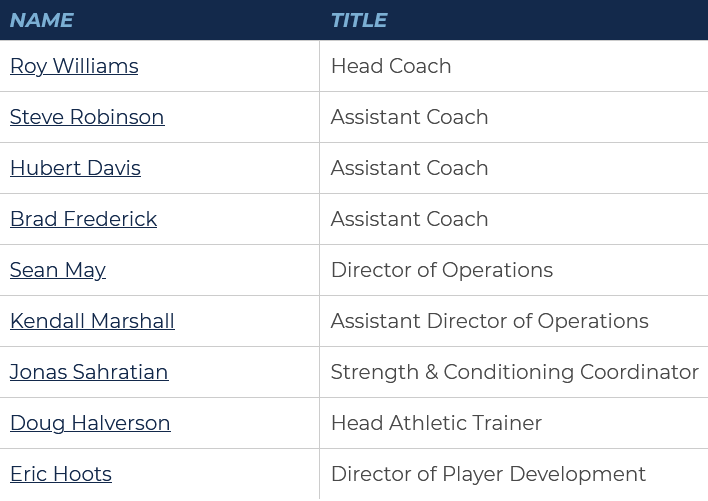 NAME TITLE
Roy Williams Head Coach
Steve Robinson Assistant Coach
Hubert Davis Assistant Coach
Brad Frederick Assistant Coach
Sean May Director of Operations
Kendall Marshall Assistant Director of Operations
Jonas Sahratian Strength & Conditioning Coordinator
Doug Halverson Head Athletic Trainer
Eric Hoots Director of Player Development